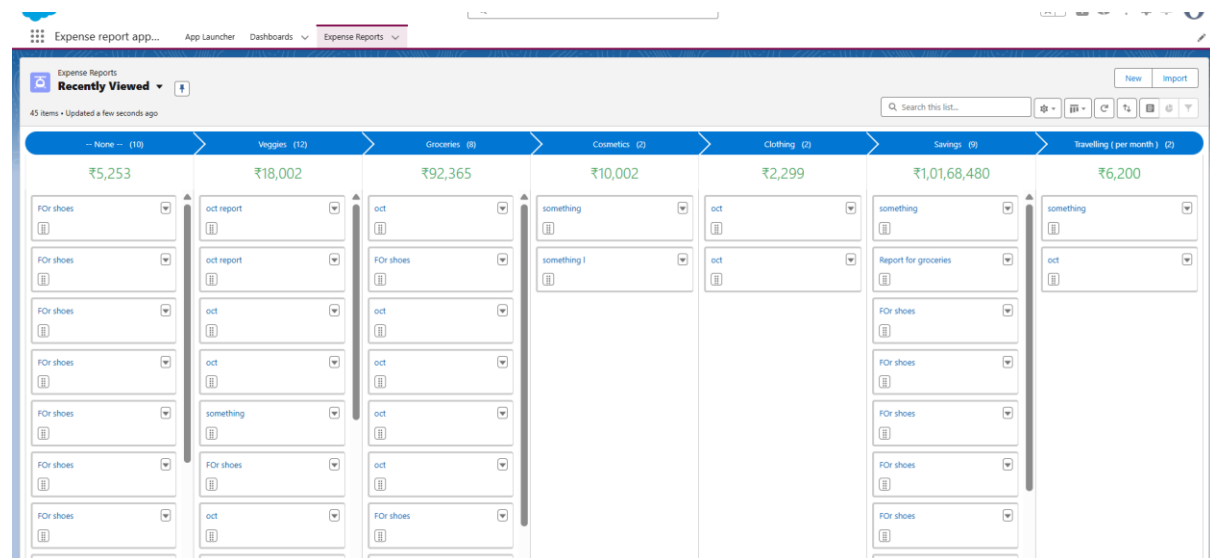 Expense report app... App Launcher Dashboards Expense Reports
Expense Reports
Recently Viewed
New Import
45 items • Updated a few seconds ago
Search this list...
-- None -- (10) Veggies (12) Groceries (8) Cosmetics (2) Clothing (2) Savings (9) Travelling ( per month ) (2)
₹5,253 ₹18,002 ₹92,365 ₹10,002 ₹2,299 ₹1,01,68,480 ₹6,200
FOr shoes oct report oct something oct something something
FOr shoes oct report FOr shoes something I oct Report for groceries oct
FOr shoes oct oct FOr shoes
FOr shoes oct oct FOr shoes
FOr shoes something oct FOr shoes
FOr shoes FOr shoes oct FOr shoes
FOr shoes oct FOr shoes FOr shoes